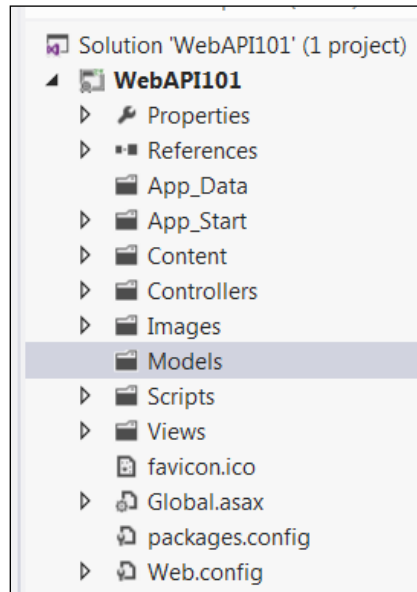 Solution 'WebAPI101' (1 project)
WebAPI101
Properties
References
App_Data
App_Start
Content
Controllers
Images
Models
Scripts
Views
favicon.ico
Global.asax
packages.config
Web.config